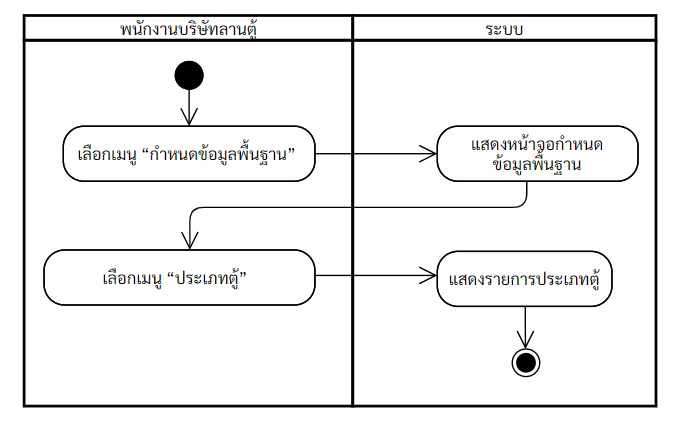 พนักงานบริษัทลานตู้
ระบบ
เลือกเมนู “กำหนดข้อมูลพื้นฐาน”
แสดงหน้าจอกำหนด
ข้อมูลพื้นฐาน
เลือกเมนู “ประเภทตู้”
แสดงรายการประเภทตู้